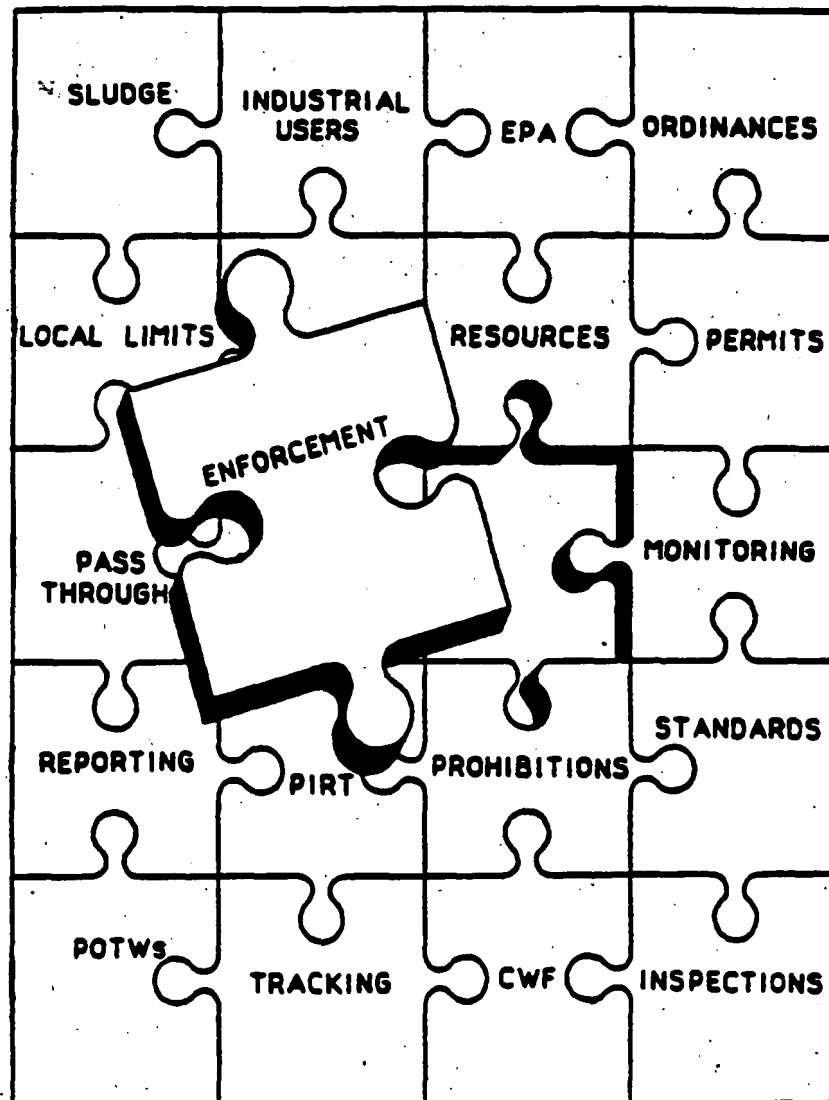 SLUDGE
INDUSTRIAL
USERS
EPA
ORDINANCES
LOCAL LIMITS
RESOURCES
PERMITS
ENFORCEMENT
PASS
THROUGH
MONITORING
REPORTING
PIRT
PROHIBITIONS
STANDARDS
POTWs
TRACKING
CWF
INSPECTIONS